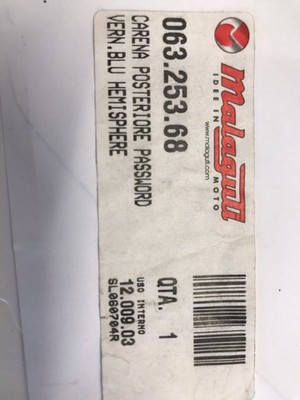 malaguti
IDEE IN MOTO
www.malaguti.com
063.253.68
CARENA POSTERIORE PASSWORD
VERN.BLU HEMISPHERE
QTA. 1
USO INTERNO
12.009.03
SL060704R